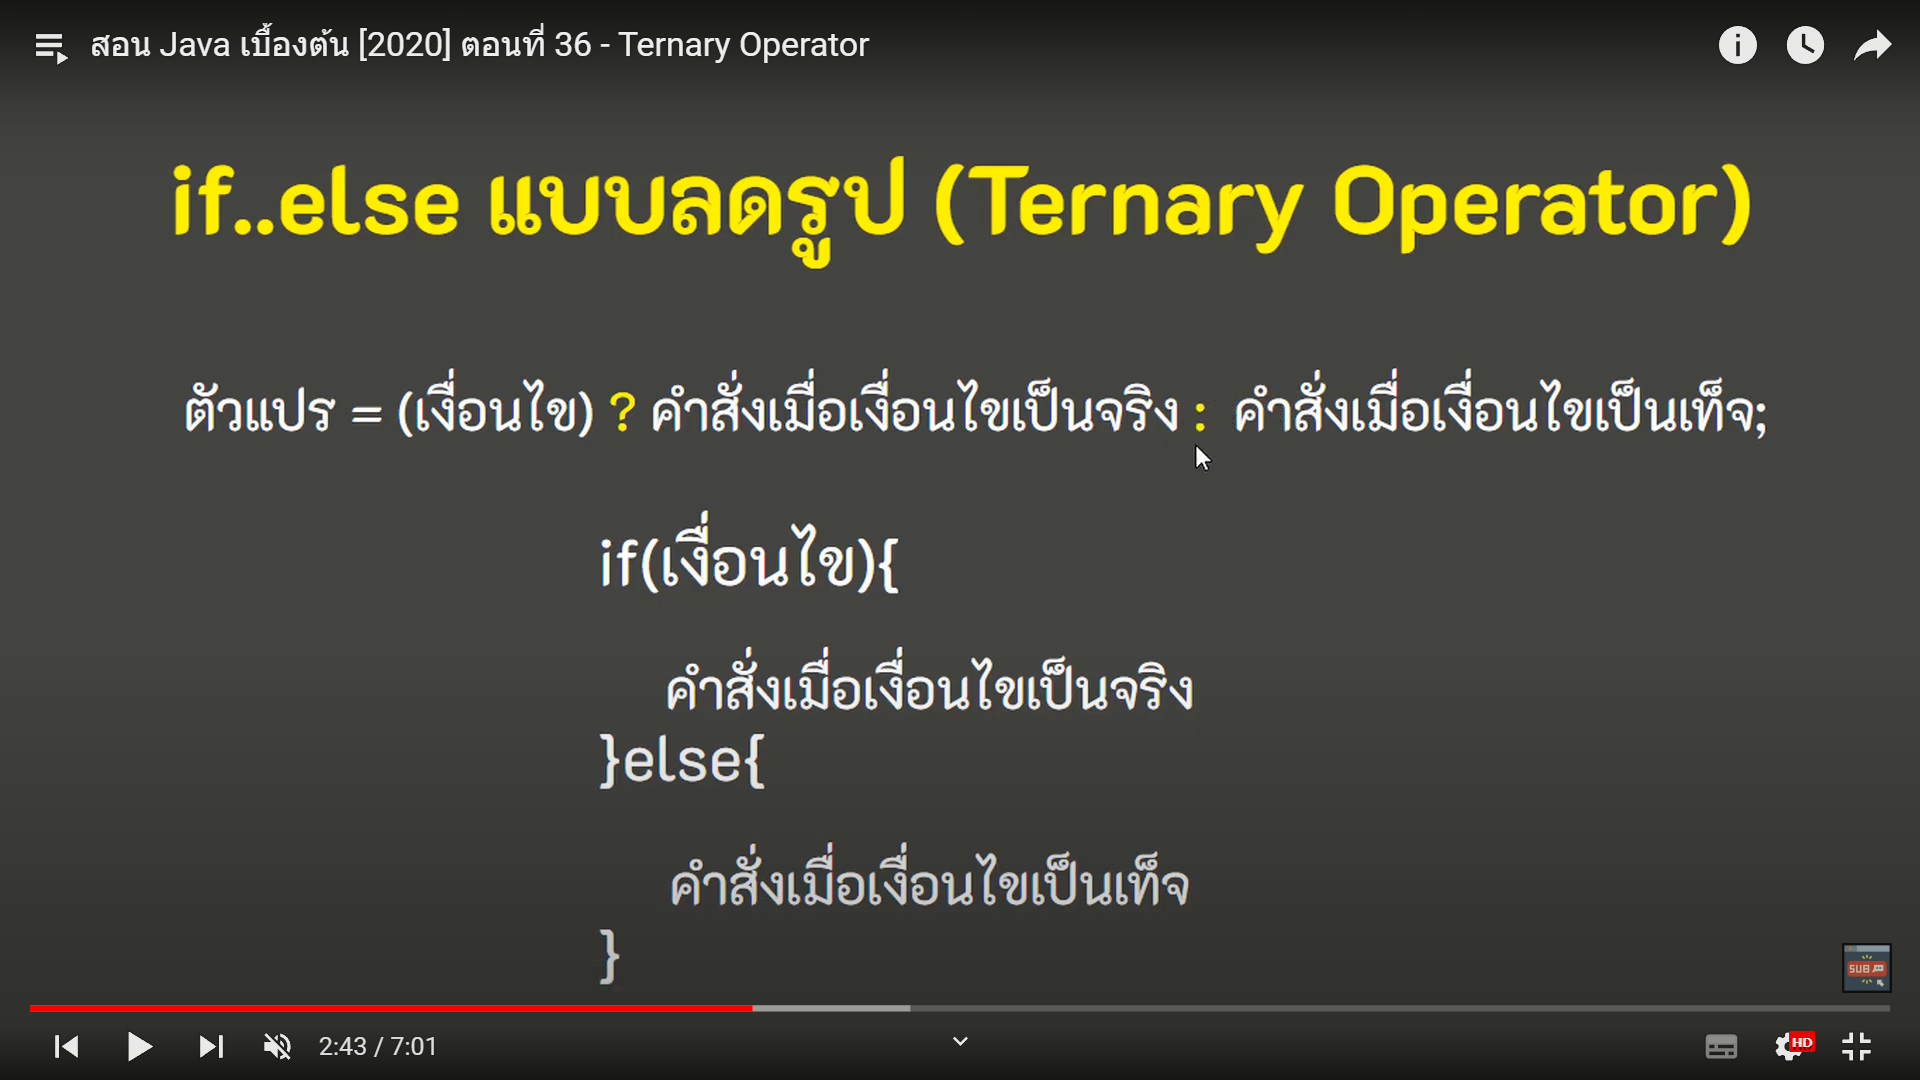 สอน Java เบื้องต้น [2020] ตอนที่ 36 - Ternary Operator
if..else แบบลดรูป (Ternary Operator)
ตัวแปร = (เงื่อนไข) ? คำสั่งเมื่อเงื่อนไขเป็นจริง : คำสั่งเมื่อเงื่อนไขเป็นเท็จ;
if(เงื่อนไข){
คำสั่งเมื่อเงื่อนไขเป็นจริง
}else{
คำสั่งเมื่อเงื่อนไขเป็นเท็จ
}
SUB
2:43 / 7:01
HD